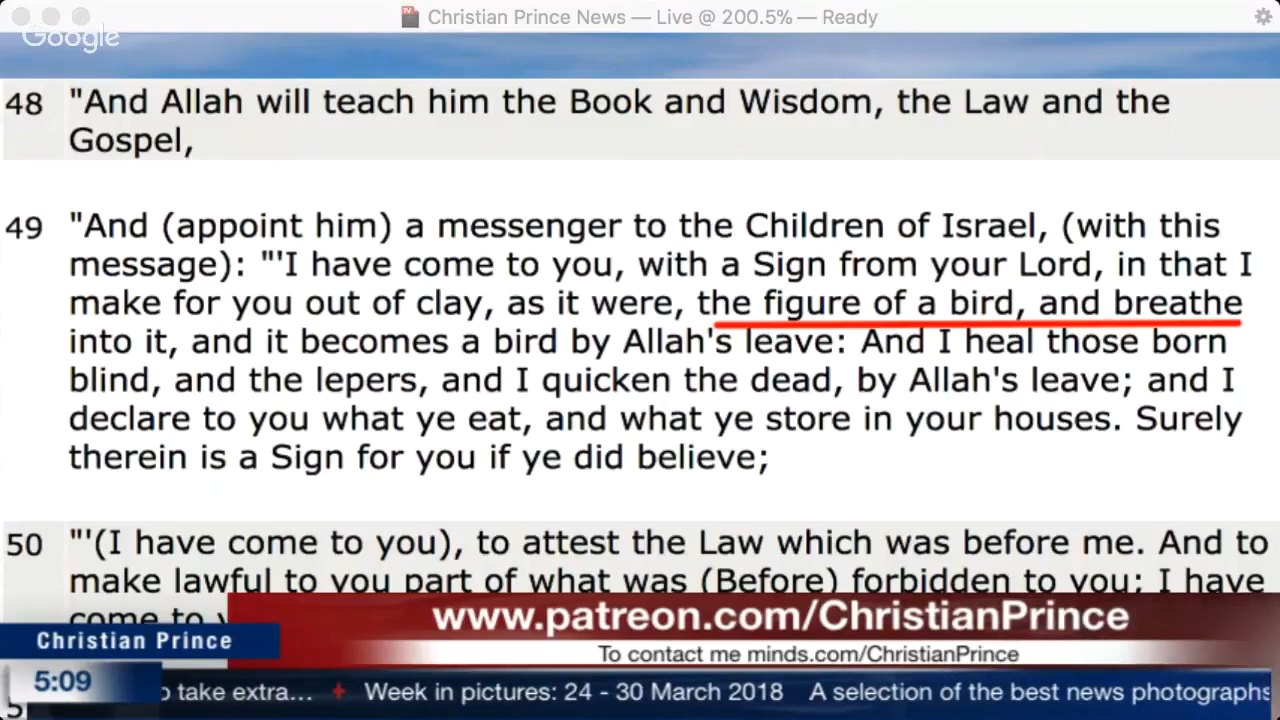 Christian Prince News — Live @ 200.5% — Ready
Google
48 "And Allah will teach him the Book and Wisdom, the Law and the
Gospel,
49 "And (appoint him) a messenger to the Children of Israel, (with this
message): "'I have come to you, with a Sign from your Lord, in that I
make for you out of clay, as it were, the figure of a bird, and breathe
into it, and it becomes a bird by Allah's leave: And I heal those born
blind, and the lepers, and I quicken the dead, by Allah's leave; and I
declare to you what ye eat, and what ye store in your houses. Surely
therein is a Sign for you if ye did believe;
50 "'(I have come to you), to attest the Law which was before me. And to
make lawful to you part of what was (Before) forbidden to you; I have
come to
www.patreon.com/ChristianPrince
Christian Prince
To contact me minds.com/ChristianPrince
5:09
take extra... Week in pictures: 24 - 30 March 2018 A selection of the best news photographs
5